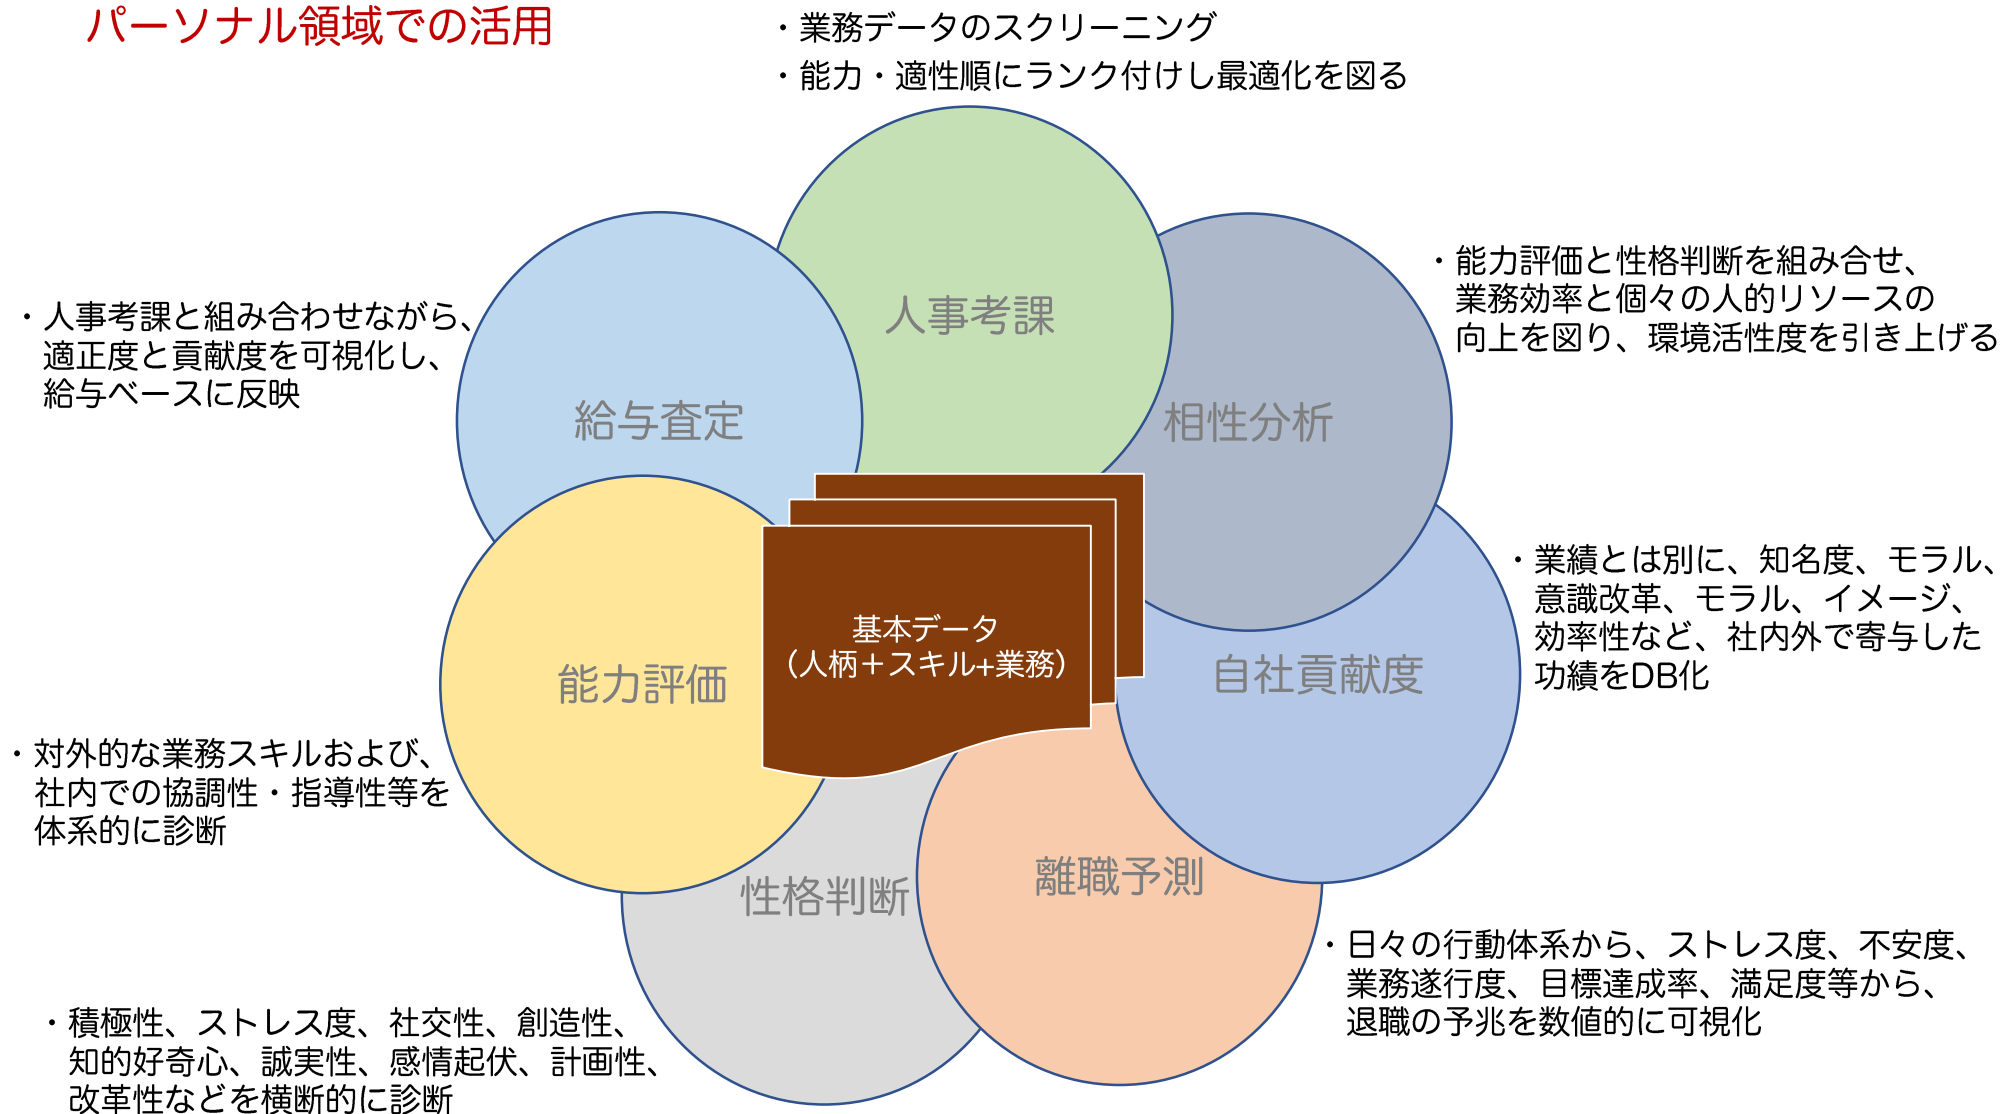 パーソナル領域での活用
・業務データのスクリーニング
・能力・適性順にランク付けし最適化を図る
人事考課
・能力評価と性格判断を組み合せ、
業務効率と個々の人的リソースの
向上を図り、環境活性度を引き上げる
相性分析
・人事考課と組み合わせながら、
適正度と貢献度を可視化し、
給与ベースに反映
給与査定
・業績とは別に、知名度、モラル、
意識改革、モラル、イメージ、
効率性など、社内外で寄与した
功績をDB化
自社貢献度
基本データ
（人柄＋スキル+業務）
能力評価
・対外的な業務スキルおよび、
社内での協調性・指導性等を
体系的に診断
離職予測
・日々の行動体系から、ストレス度、不安度、
業務遂行度、目標達成率、満足度等から、
退職の予兆を数値的に可視化
性格判断
・積極性、ストレス度、社交性、創造性、
知的好奇心、誠実性、感情起伏、計画性、
改革性などを横断的に診断